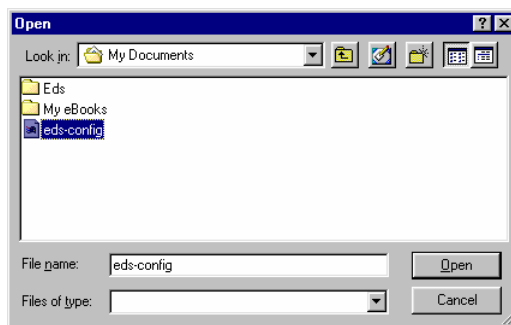 Open
Look in: My Documents
Eds
My eBooks
eds-config
File name: eds-config Open
Files of type: Cancel